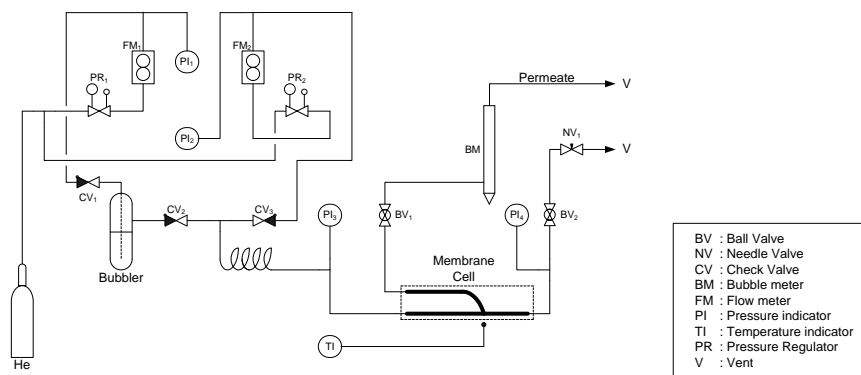 FM₁
PI₁
FM₂
PR₁
PR₂
PI₂
Permeate
V
NV₁
V
BM
CV₁
CV₂
CV₃
PI₃
BV₁
PI₄
BV₂
Bubbler
Membrane
Cell
TI
He
BV : Ball Valve
NV : Needle Valve
CV : Check Valve
BM : Bubble meter
FM : Flow meter
PI : Pressure indicator
TI : Temperature indicator
PR : Pressure Regulator
V : Vent